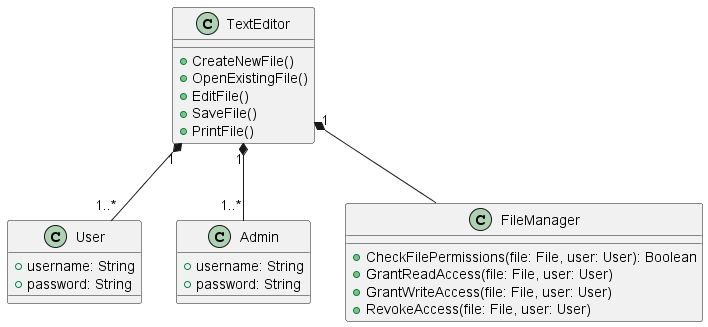 C TextEditor
CreateNewFile()
OpenExistingFile()
EditFile()
SaveFile()
PrintFile()
1
1
1
1..*
1..*
C User
username: String
password: String
C Admin
username: String
password: String
C FileManager
CheckFilePermissions(file: File, user: User): Boolean
GrantReadAccess(file: File, user: User)
GrantWriteAccess(file: File, user: User)
RevokeAccess(file: File, user: User)